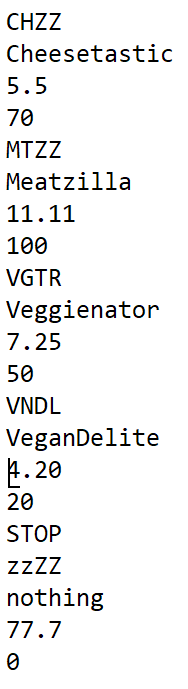 CHZZ
Cheesetastic
5.5
70
MTZZ
Meatzilla
11.11
100
VGTR
Veggienator
7.25
50
VNDL
VeganDelite
4.20
20
STOP
zzZZ
nothing
77.7
0